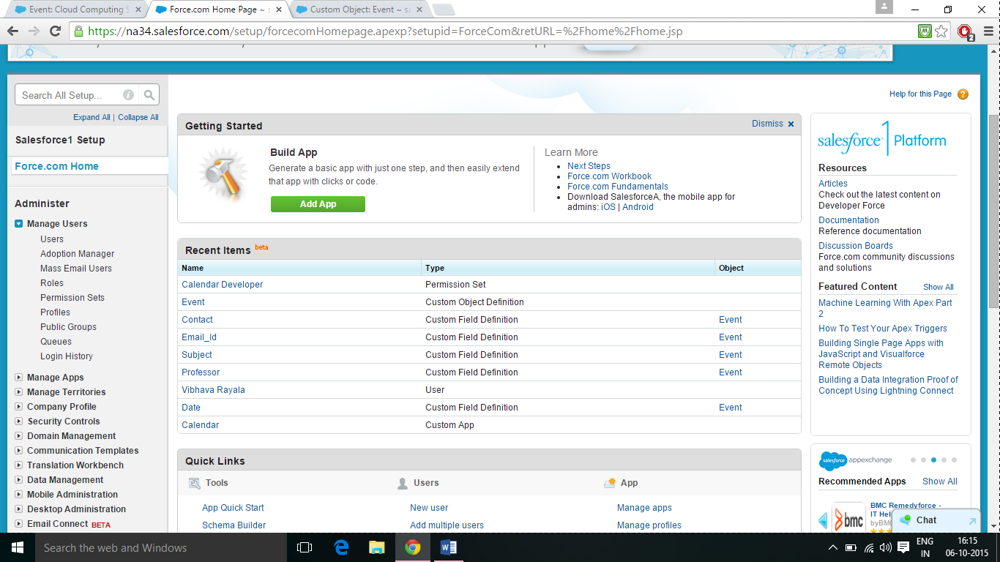 Event: Cloud Computing S
Force.com Home Page ~ s
Custom Object: Event ~ sa
https://na34.salesforce.com/setup/forcecomHomepage.apexp?setupid=ForceCom&retURL=%2Fhome%2Fhome.jsp
2
Search All Setup...
Expand All | Collapse All
Salesforce1 Setup
Force.com Home
Administer
Manage Users
Users
Adoption Manager
Mass Email Users
Roles
Permission Sets
Profiles
Public Groups
Queues
Login History
Manage Apps
Manage Territories
Company Profile
Security Controls
Domain Management
Communication Templates
Translation Workbench
Data Management
Mobile Administration
Desktop Administration
Email Connect BETA
Help for this Page ?
Getting Started
Dismiss x
Build App
Generate a basic app with just one step, and then easily extend
that app with clicks or code.
Add App
Learn More
Next Steps
Force.com Workbook
Force.com Fundamentals
Download SalesforceA, the mobile app for
admins: iOS | Android
Recent Items beta
Name Type Object
Calendar Developer Permission Set
Event Custom Object Definition
Contact Custom Field Definition Event
Email_Id Custom Field Definition Event
Subject Custom Field Definition Event
Professor Custom Field Definition Event
Vibhava Rayala User
Date Custom Field Definition Event
Calendar Custom App
Quick Links
Tools Users App
App Quick Start New user Manage apps
Schema Builder Add multiple users Manage profiles
salesforce1 Platform
Resources
Articles
Check out the latest content on
Developer Force
Documentation
Reference documentation
Discussion Boards
Force.com community discussions
and solutions
Featured Content Show All
Machine Learning With Apex Part
2
How To Test Your Apex Triggers
Building Single Page Apps with
JavaScript and Visualforce
Remote Objects
Building a Data Integration Proof of
Concept Using Lightning Connect
salesforce appexchange
Recommended Apps Show All
bmc
BMC Remedyforce -
IT Hel
byBMC
Chat
Search the web and Windows
ENG
IN
16:15
06-10-2015